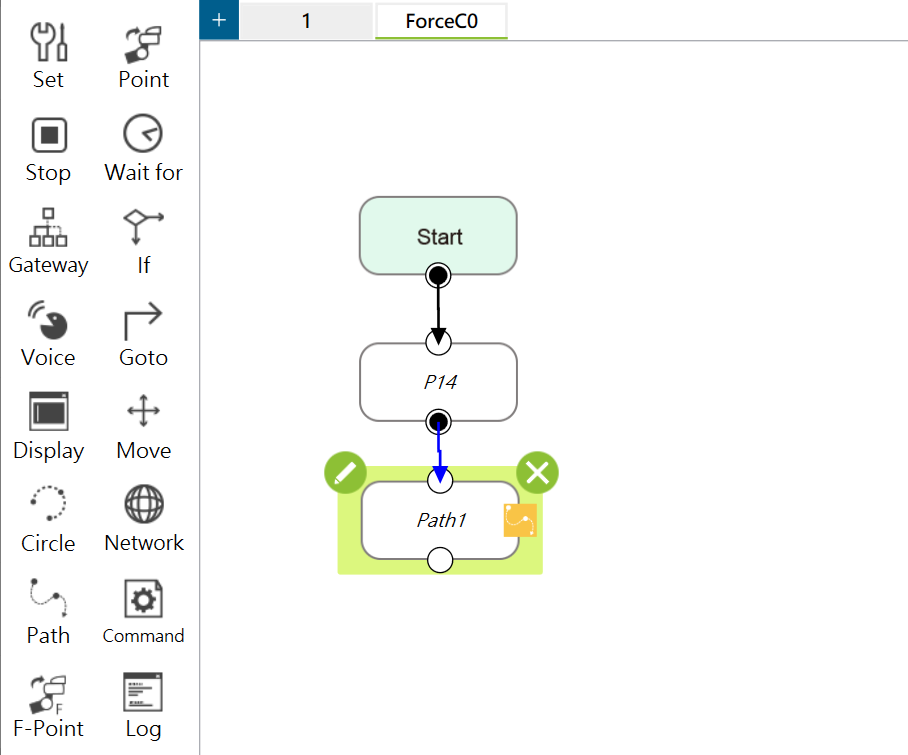 +
1
ForceC0
Set
Point
Stop
Wait for
Gateway
If
Voice
Goto
Display
Move
Circle
Network
Path
Command
F
F-Point
Log
Start
P14
Path1